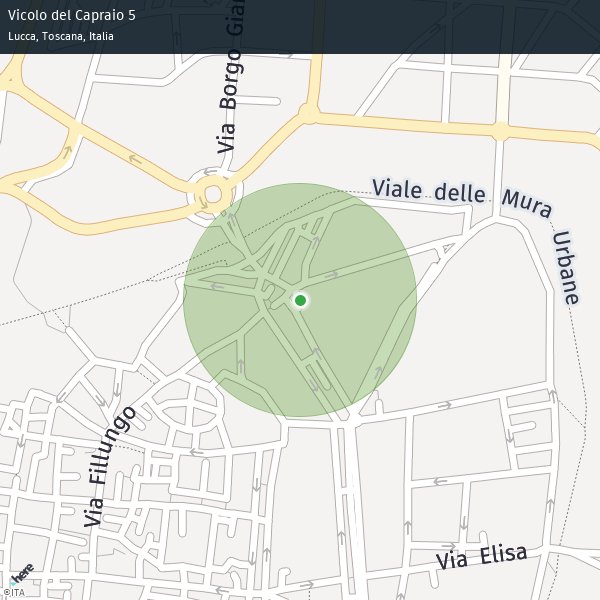 Vicolo del Capraio 5
Lucca, Toscana, Italia
Via Borgo Gian
Viale delle Mura Urbane
Via Fillungo
Via Elisa
here
©ITA